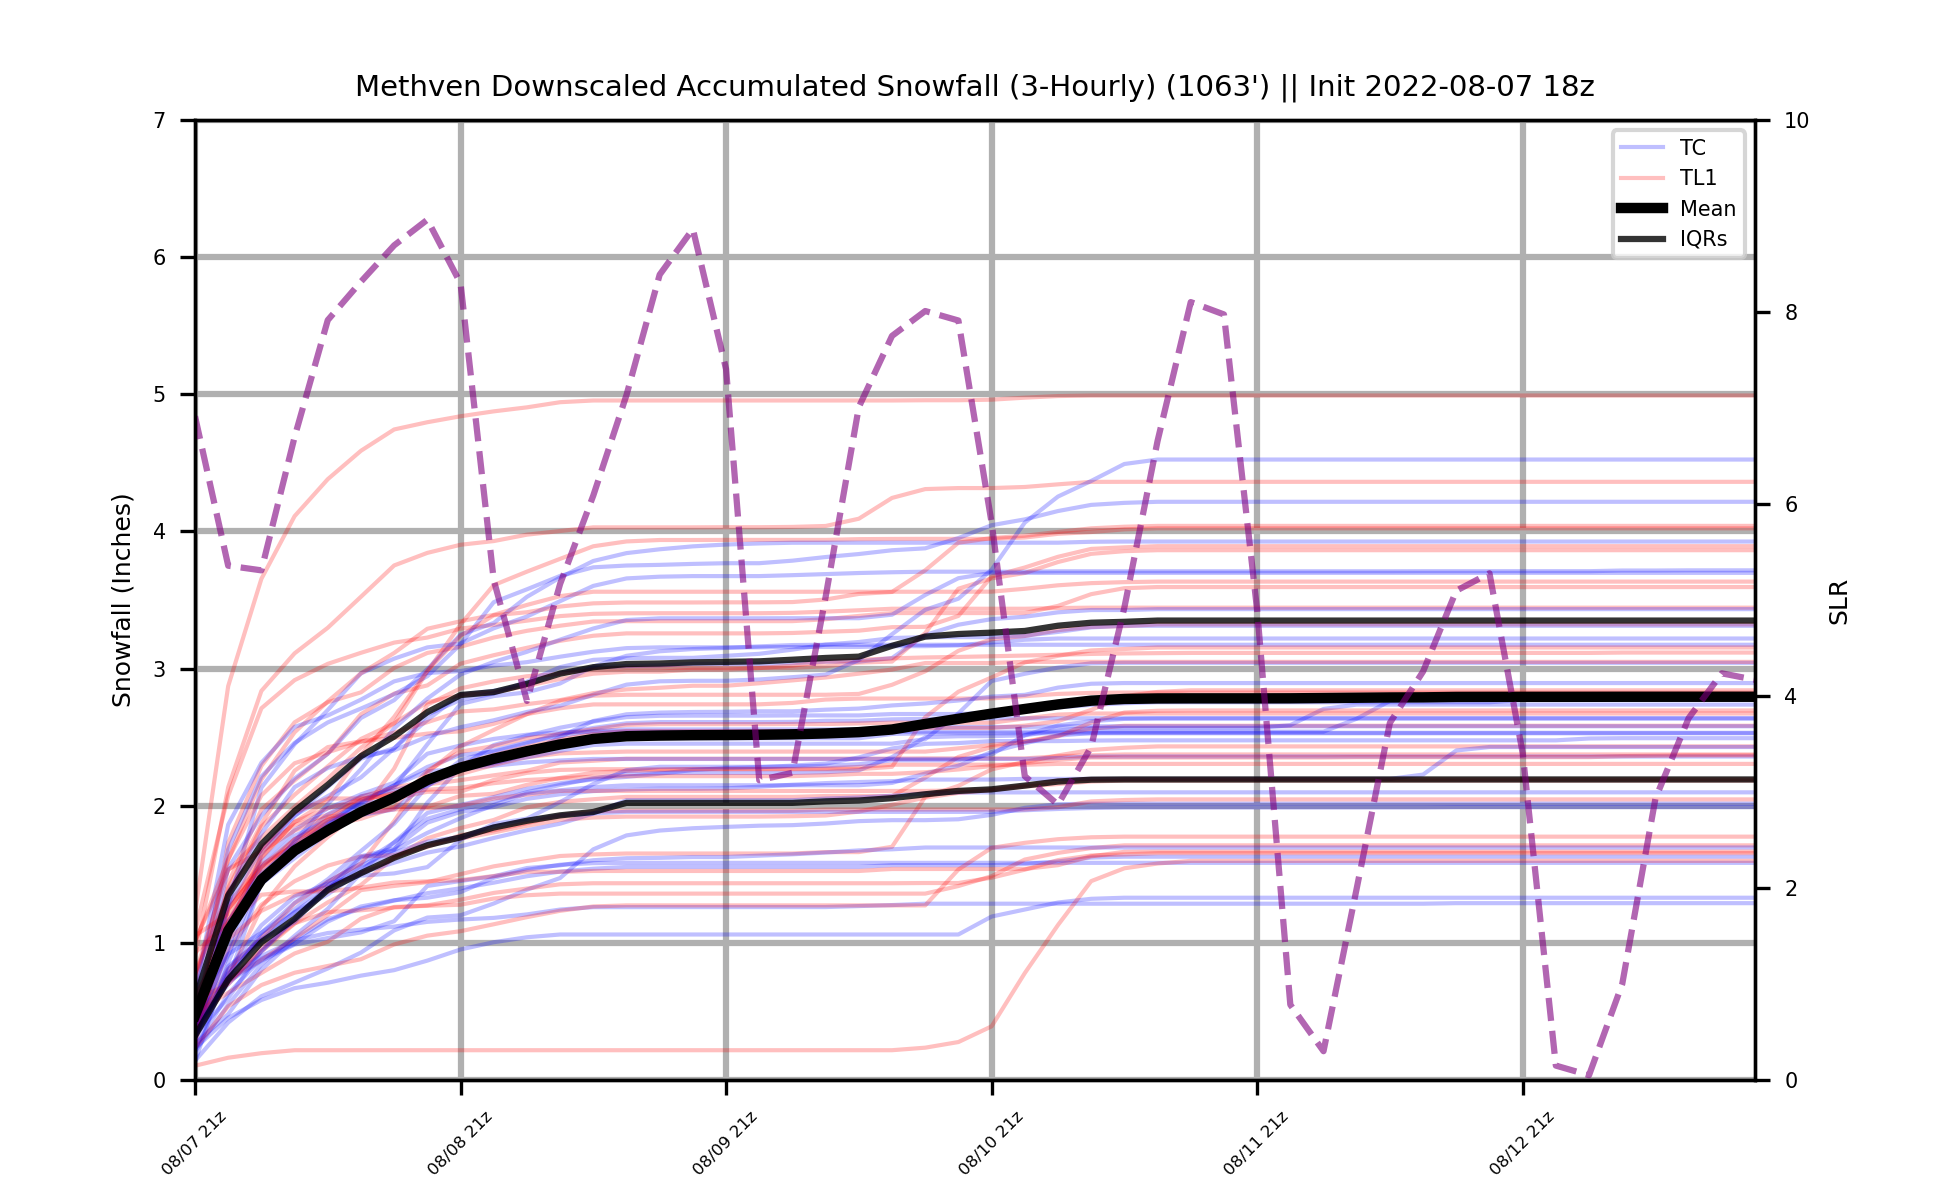 Methven Downscaled Accumulated Snowfall (3-Hourly) (1063') || Init 2022-08-07 18z
7
6
5
4
3
2
1
0
Snowfall (Inches)
10
8
6
4
2
0
SLR
TC
TL1
Mean
IQRs
08/07 21z
08/08 21z
08/09 21z
08/10 21z
08/11 21z
08/12 21z